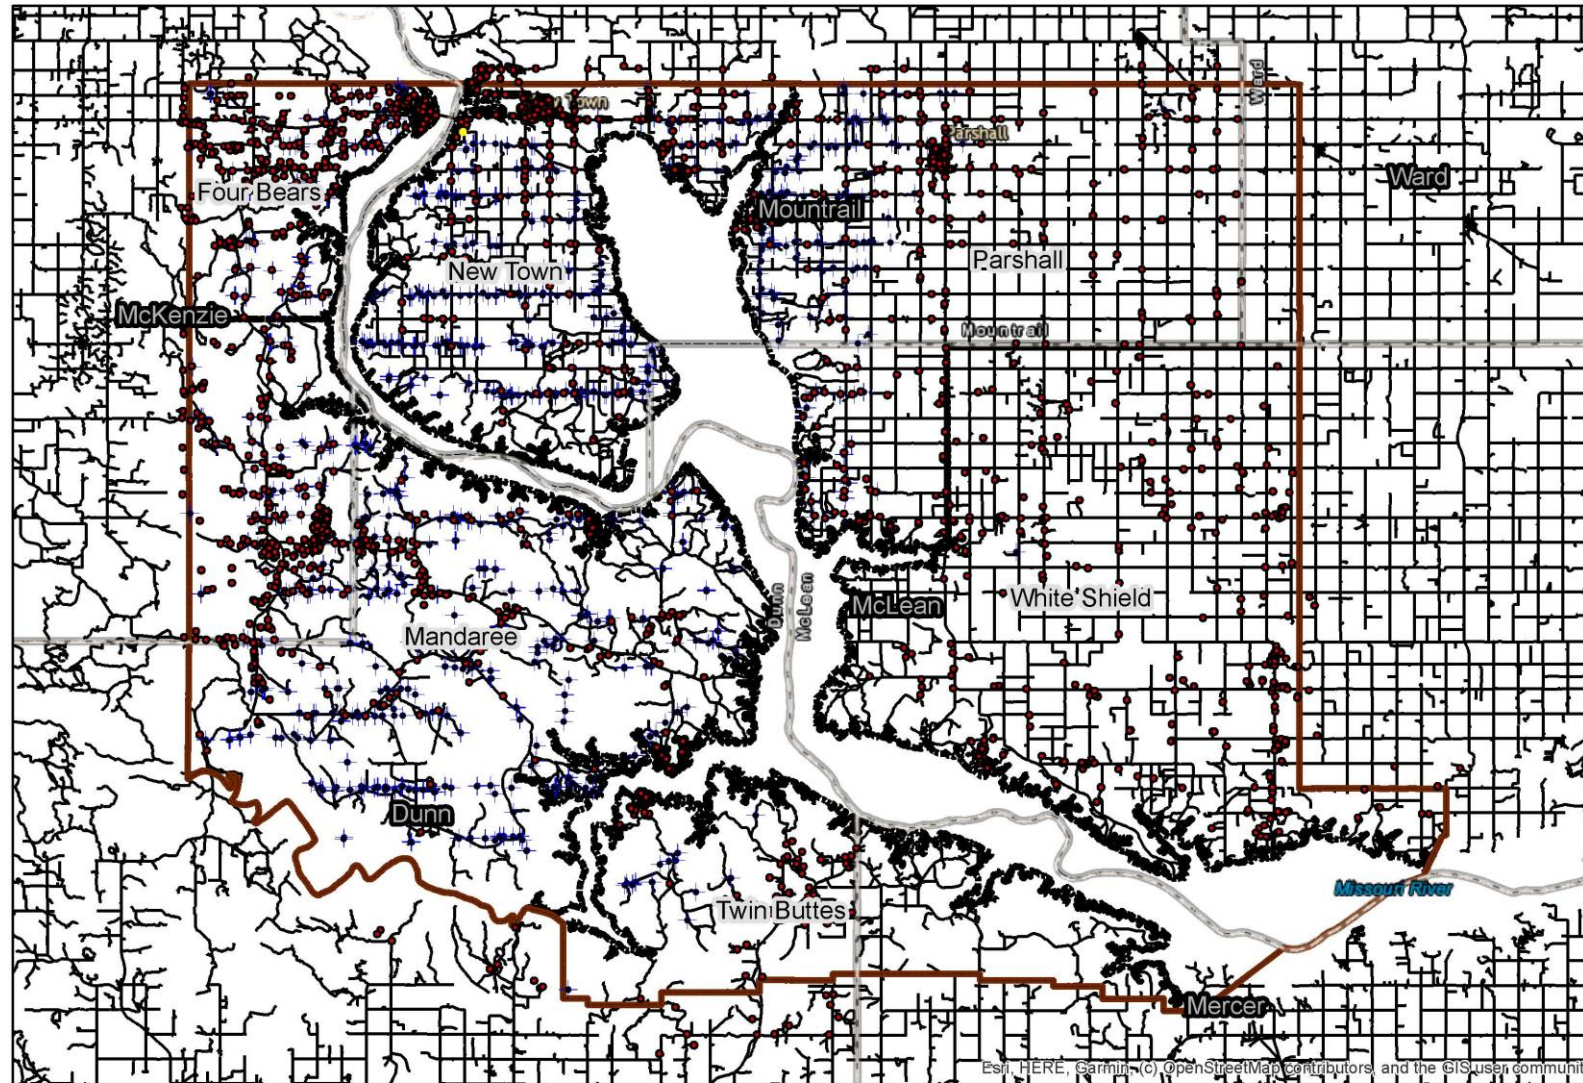 Ward
Town
Parshall
Ward
Four Bears
Mountrail
New Town
Parshall
McKenzie
Mountrail
Dunn
McLean
McLean
White Shield
Mandaree
Dunn
Missouri River
Twin Buttes
Mercer
Esri, HERE, Garmin, (c) OpenStreetMap contributors, and the GIS user communit